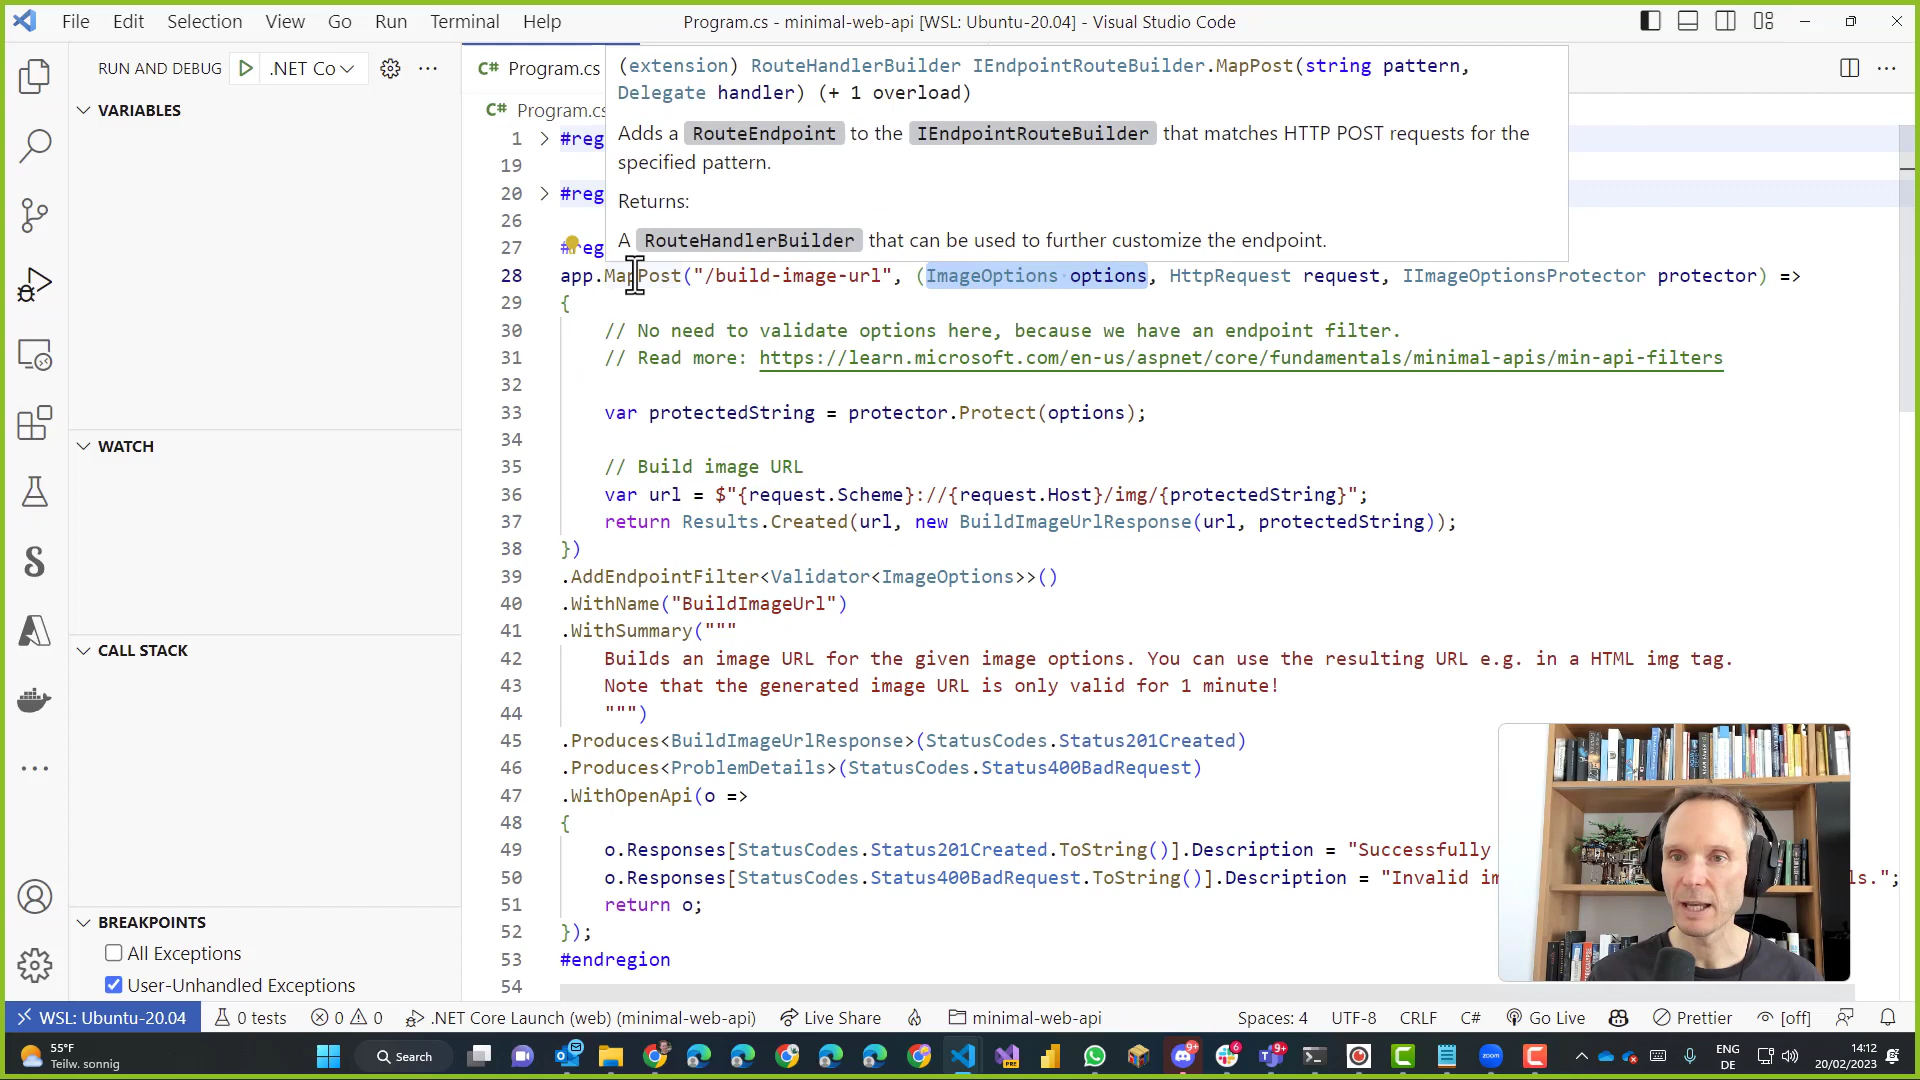 File Edit Selection View Go Run Terminal Help
Program.cs - minimal-web-api [WSL: Ubuntu-20.04] - Visual Studio Code
RUN AND DEBUG .NET Co
VARIABLES
WATCH
CALL STACK
BREAKPOINTS
All Exceptions
User-Unhandled Exceptions
C# Program.cs
C# Program.cs
(extension) RouteHandlerBuilder IEndpointRouteBuilder.MapPost(string pattern,
Delegate handler) (+ 1 overload)
Adds a RouteEndpoint to the IEndpointRouteBuilder that matches HTTP POST requests for the
specified pattern.
Returns:
A RouteHandlerBuilder that can be used to further customize the endpoint.
1 #reg
19
20 #reg
26
27 #reg
28 app.MapPost("/build-image-url", (ImageOptions options, HttpRequest request, IImageOptionsProtector protector) =>
29 {
30 // No need to validate options here, because we have an endpoint filter.
31 // Read more: https://learn.microsoft.com/en-us/aspnet/core/fundamentals/minimal-apis/min-api-filters
32
33 var protectedString = protector.Protect(options);
34
35 // Build image URL
36 var url = $"{request.Scheme}://{request.Host}/img/{protectedString}";
37 return Results.Created(url, new BuildImageUrlResponse(url, protectedString));
38 })
39 .AddEndpointFilter<Validator<ImageOptions>>()
40 .WithName("BuildImageUrl")
41 .WithSummary("""
42 Builds an image URL for the given image options. You can use the resulting URL e.g. in a HTML img tag.
43 Note that the generated image URL is only valid for 1 minute!
44 """)
45 .Produces<BuildImageUrlResponse>(StatusCodes.Status201Created)
46 .Produces<ProblemDetails>(StatusCodes.Status400BadRequest)
47 .WithOpenApi(o =>
48 {
49 o.Responses[StatusCodes.Status201Created.ToString()].Description = "Successfully
50 o.Responses[StatusCodes.Status400BadRequest.ToString()].Description = "Invalid im ls.";
51 return o;
52 });
53 #endregion
54
WSL: Ubuntu-20.04 0 tests 0 0 .NET Core Launch (web) (minimal-web-api) Live Share minimal-web-api Spaces: 4 UTF-8 CRLF C# Go Live Prettier [off]
55°F
Teilw. sonnig
Search
PRE
9+
6
9+
zoom
ENG
DE
14:12
20/02/2023